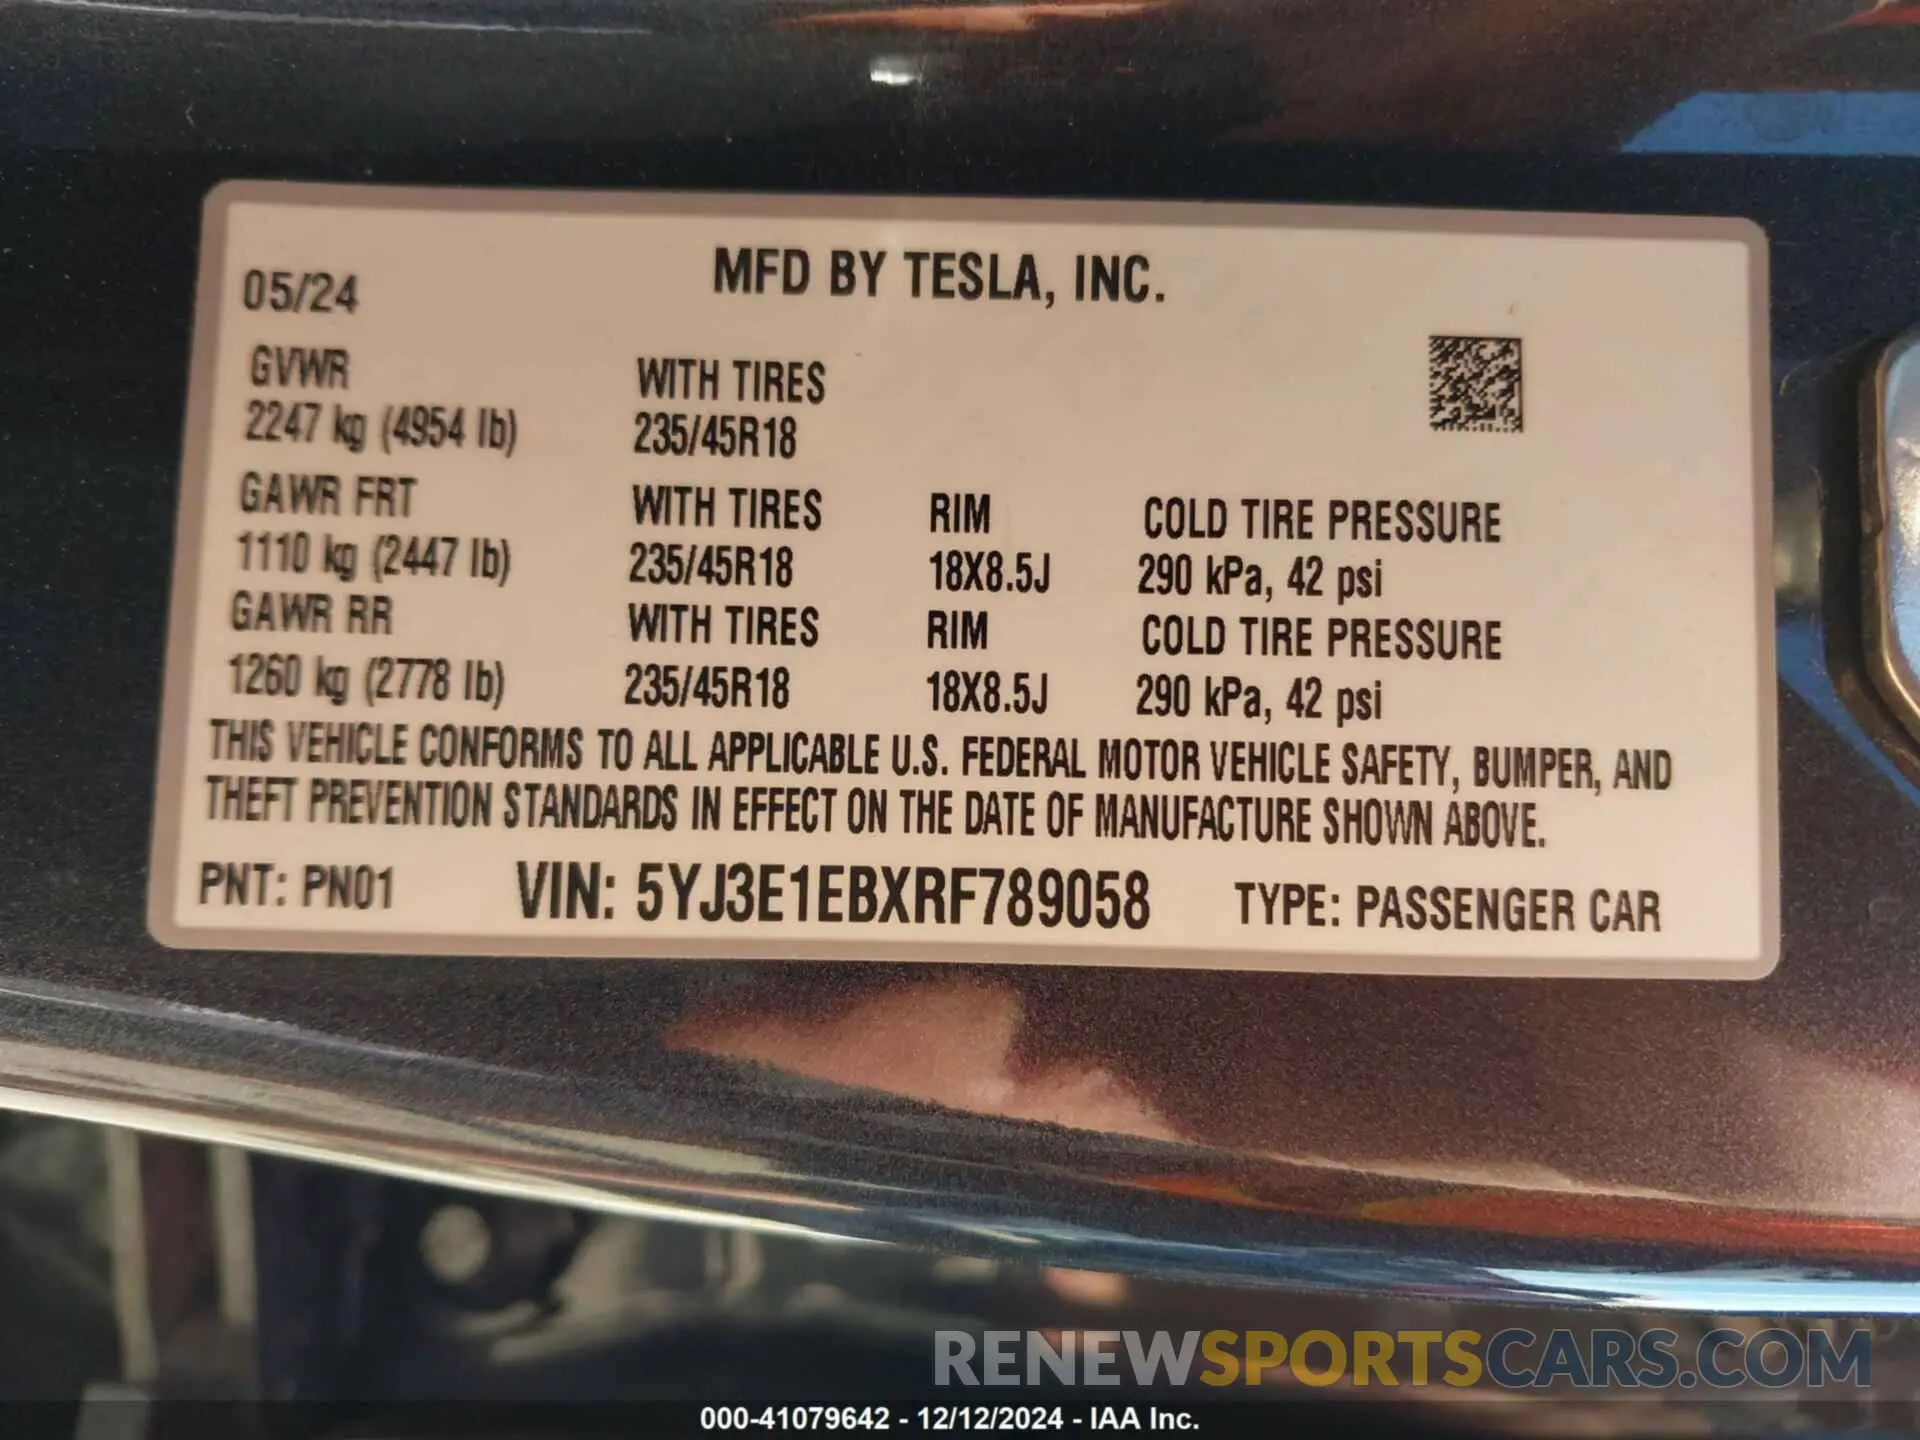 05/24
MFD BY TESLA, INC.
GVWR WITH TIRES
2247 kg (4954 lb) 235/45R18
GAWR FRT WITH TIRES RIM COLD TIRE PRESSURE
1110 kg (2447 lb) 235/45R18 18X8.5J 290 kPa, 42 psi
GAWR RR WITH TIRES RIM COLD TIRE PRESSURE
1260 kg (2778 lb) 235/45R18 18X8.5J 290 kPa, 42 psi
THIS VEHICLE CONFORMS TO ALL APPLICABLE U.S. FEDERAL MOTOR VEHICLE SAFETY, BUMPER, AND
THEFT PREVENTION STANDARDS IN EFFECT ON THE DATE OF MANUFACTURE SHOWN ABOVE.
PNT: PN01 VIN: 5YJ3E1EBXRF789058 TYPE: PASSENGER CAR
RENEWSPORTSCARS.COM
000-41079642 - 12/12/2024 - IAA Inc.